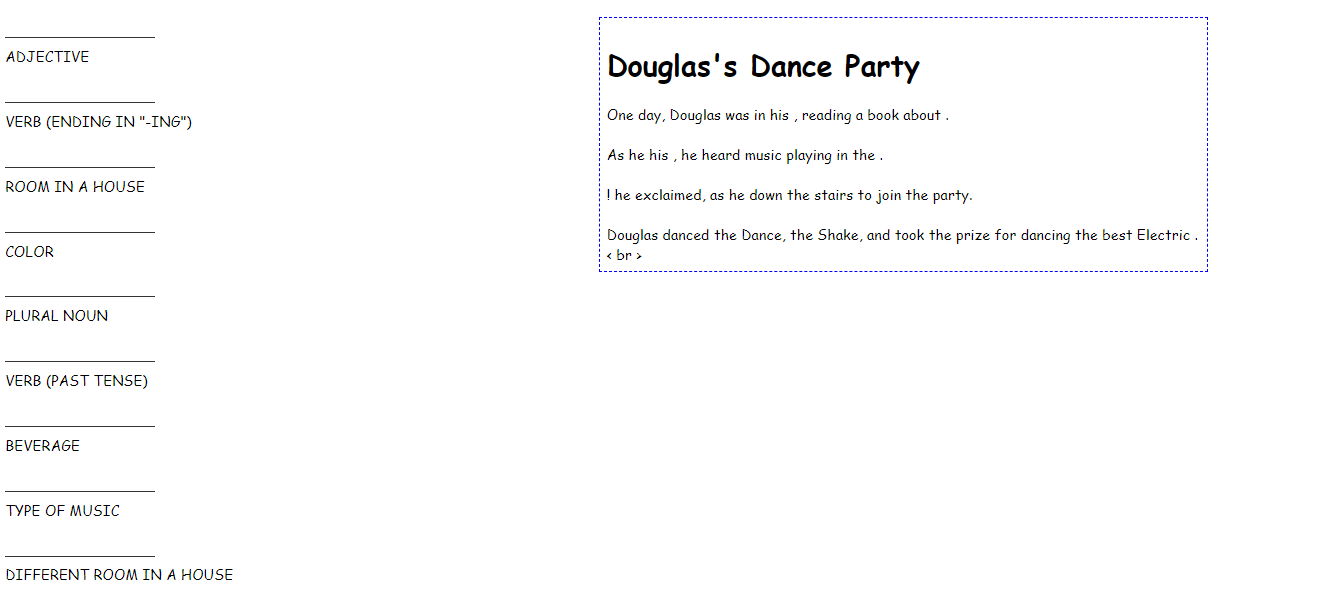 ADJECTIVE
VERB (ENDING IN "-ING")
ROOM IN A HOUSE
COLOR
PLURAL NOUN
VERB (PAST TENSE)
BEVERAGE
TYPE OF MUSIC
DIFFERENT ROOM IN A HOUSE
Douglas's Dance Party
One day, Douglas was in his , reading a book about .
As he his , he heard music playing in the .
! he exclaimed, as he down the stairs to join the party.
Douglas danced the Dance, the Shake, and took the prize for dancing the best Electric .
< br >